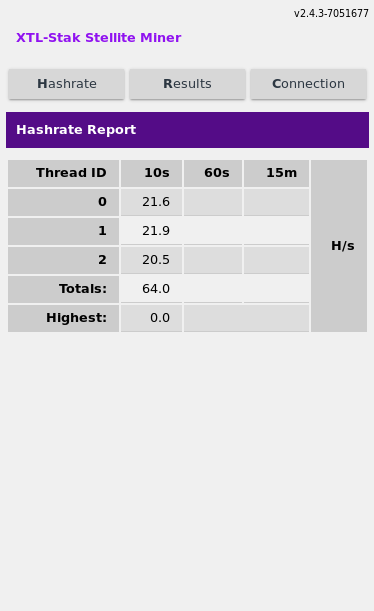 v2.4.3-7051677
XTL-Stak Stellite Miner
Hashrate Results Connection
Hashrate Report
Thread ID 10s 60s 15m H/s
0 21.6
1 21.9
2 20.5
Totals: 64.0
Highest: 0.0